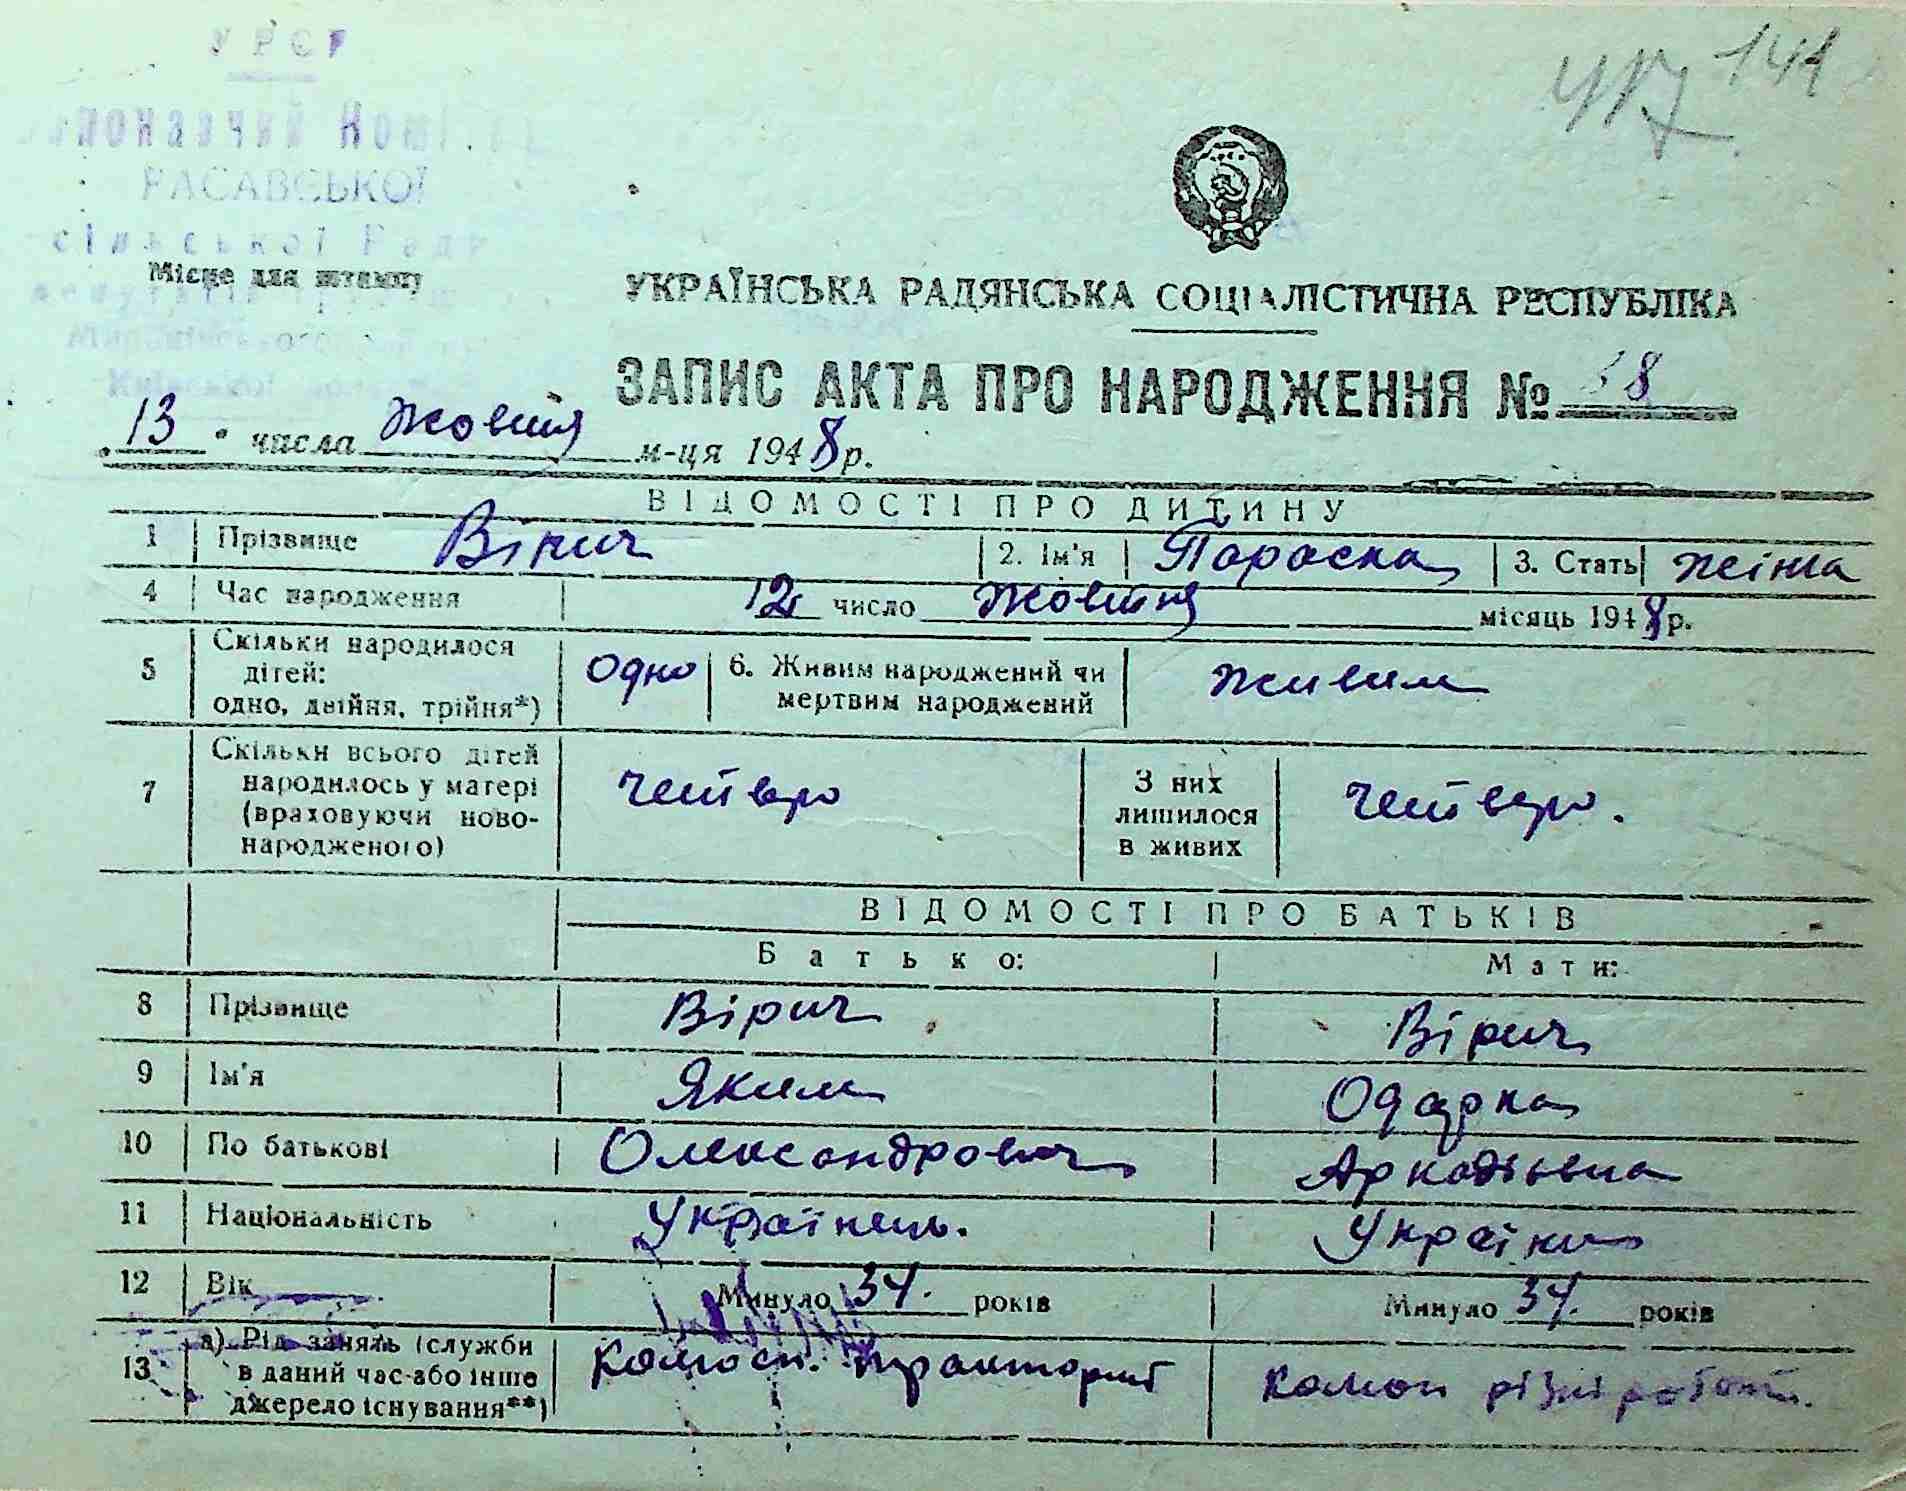 УРСР
Виконавчий Комітет
РАСАВСЬКОЇ
сільської Ради
Місце для штампу
депутатів
Київської
141
УКРАЇНСЬКА РАДЯНСЬКА СОЦІАЛІСТИЧНА РЕСПУБЛІКА
ЗАПИС АКТА ПРО НАРОДЖЕННЯ № 38
"13" числа Жовтня м-ця 1948 р.
ВІДОМОСТІ ПРО ДИТИНУ
1 Прізвище Вірич 2. Ім'я Параска 3. Стать жіноча
4 Час народження 12 число Жовтня місяць 1948 р.
5 Скільки народилося дітей: одно, двійня, трійня*) одно 6. Живим народжений чи мертвим народжений живим
7 Скільки всього дітей народилось у матері (враховуючи новонародженого) четверо З них лишилося в живих четверо.
ВІДОМОСТІ ПРО БАТЬКІВ
Батько: Мати:
8 Прізвище Вірич Вірич
9 Ім'я Яким Одарка
10 По батькові Олександрович Аркадіївна
11 Національність Українець. Українка
12 Вік Минуло 34. років Минуло 34. років
13 а) Рід занять (служби в даний час або інше джерело існування**) Колгосп. тракторист колгосп різні роботи.